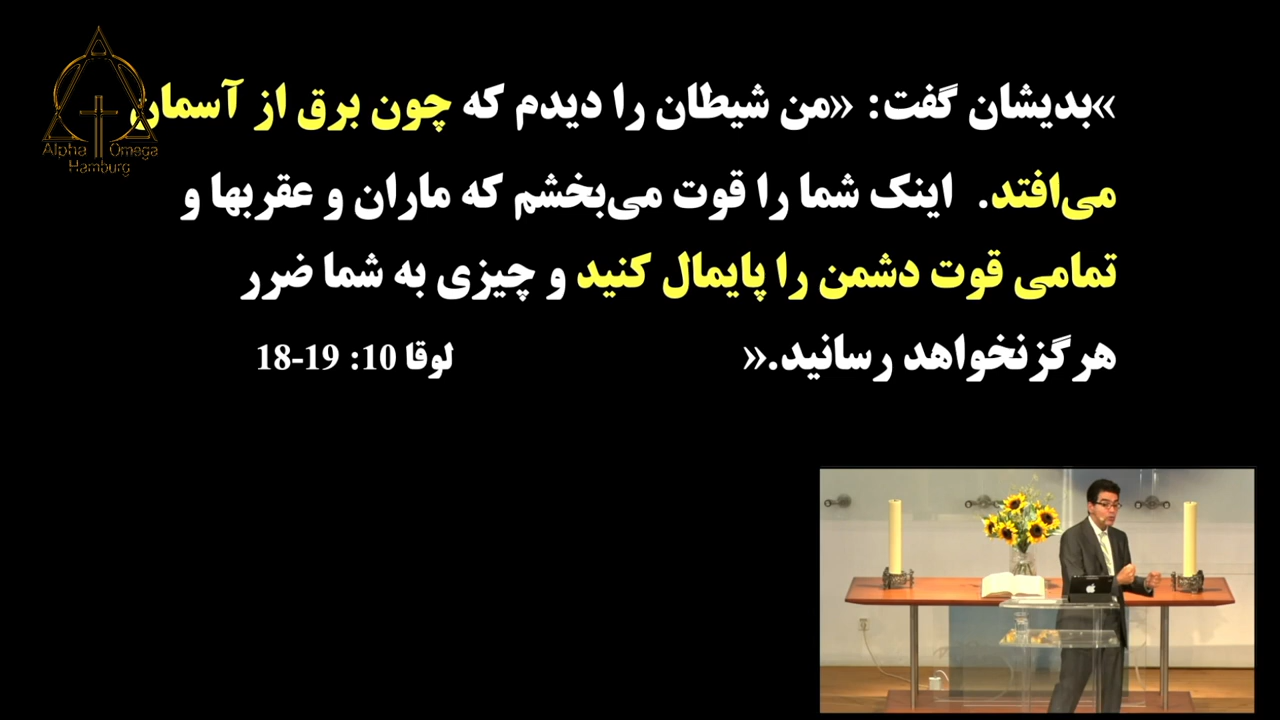 »بدیشان گفت: «من شیطان را دیدم که چون برق از آسمان
می‌افتد. اینک شما را قوت می‌بخشم که ماران و عقربها و
تمامی قوت دشمن را پایمال کنید و چیزی به شما ضرر
هرگزنخواهد رسانید.« لوقا 10: 19-18
Alpha Omega
Hamburg